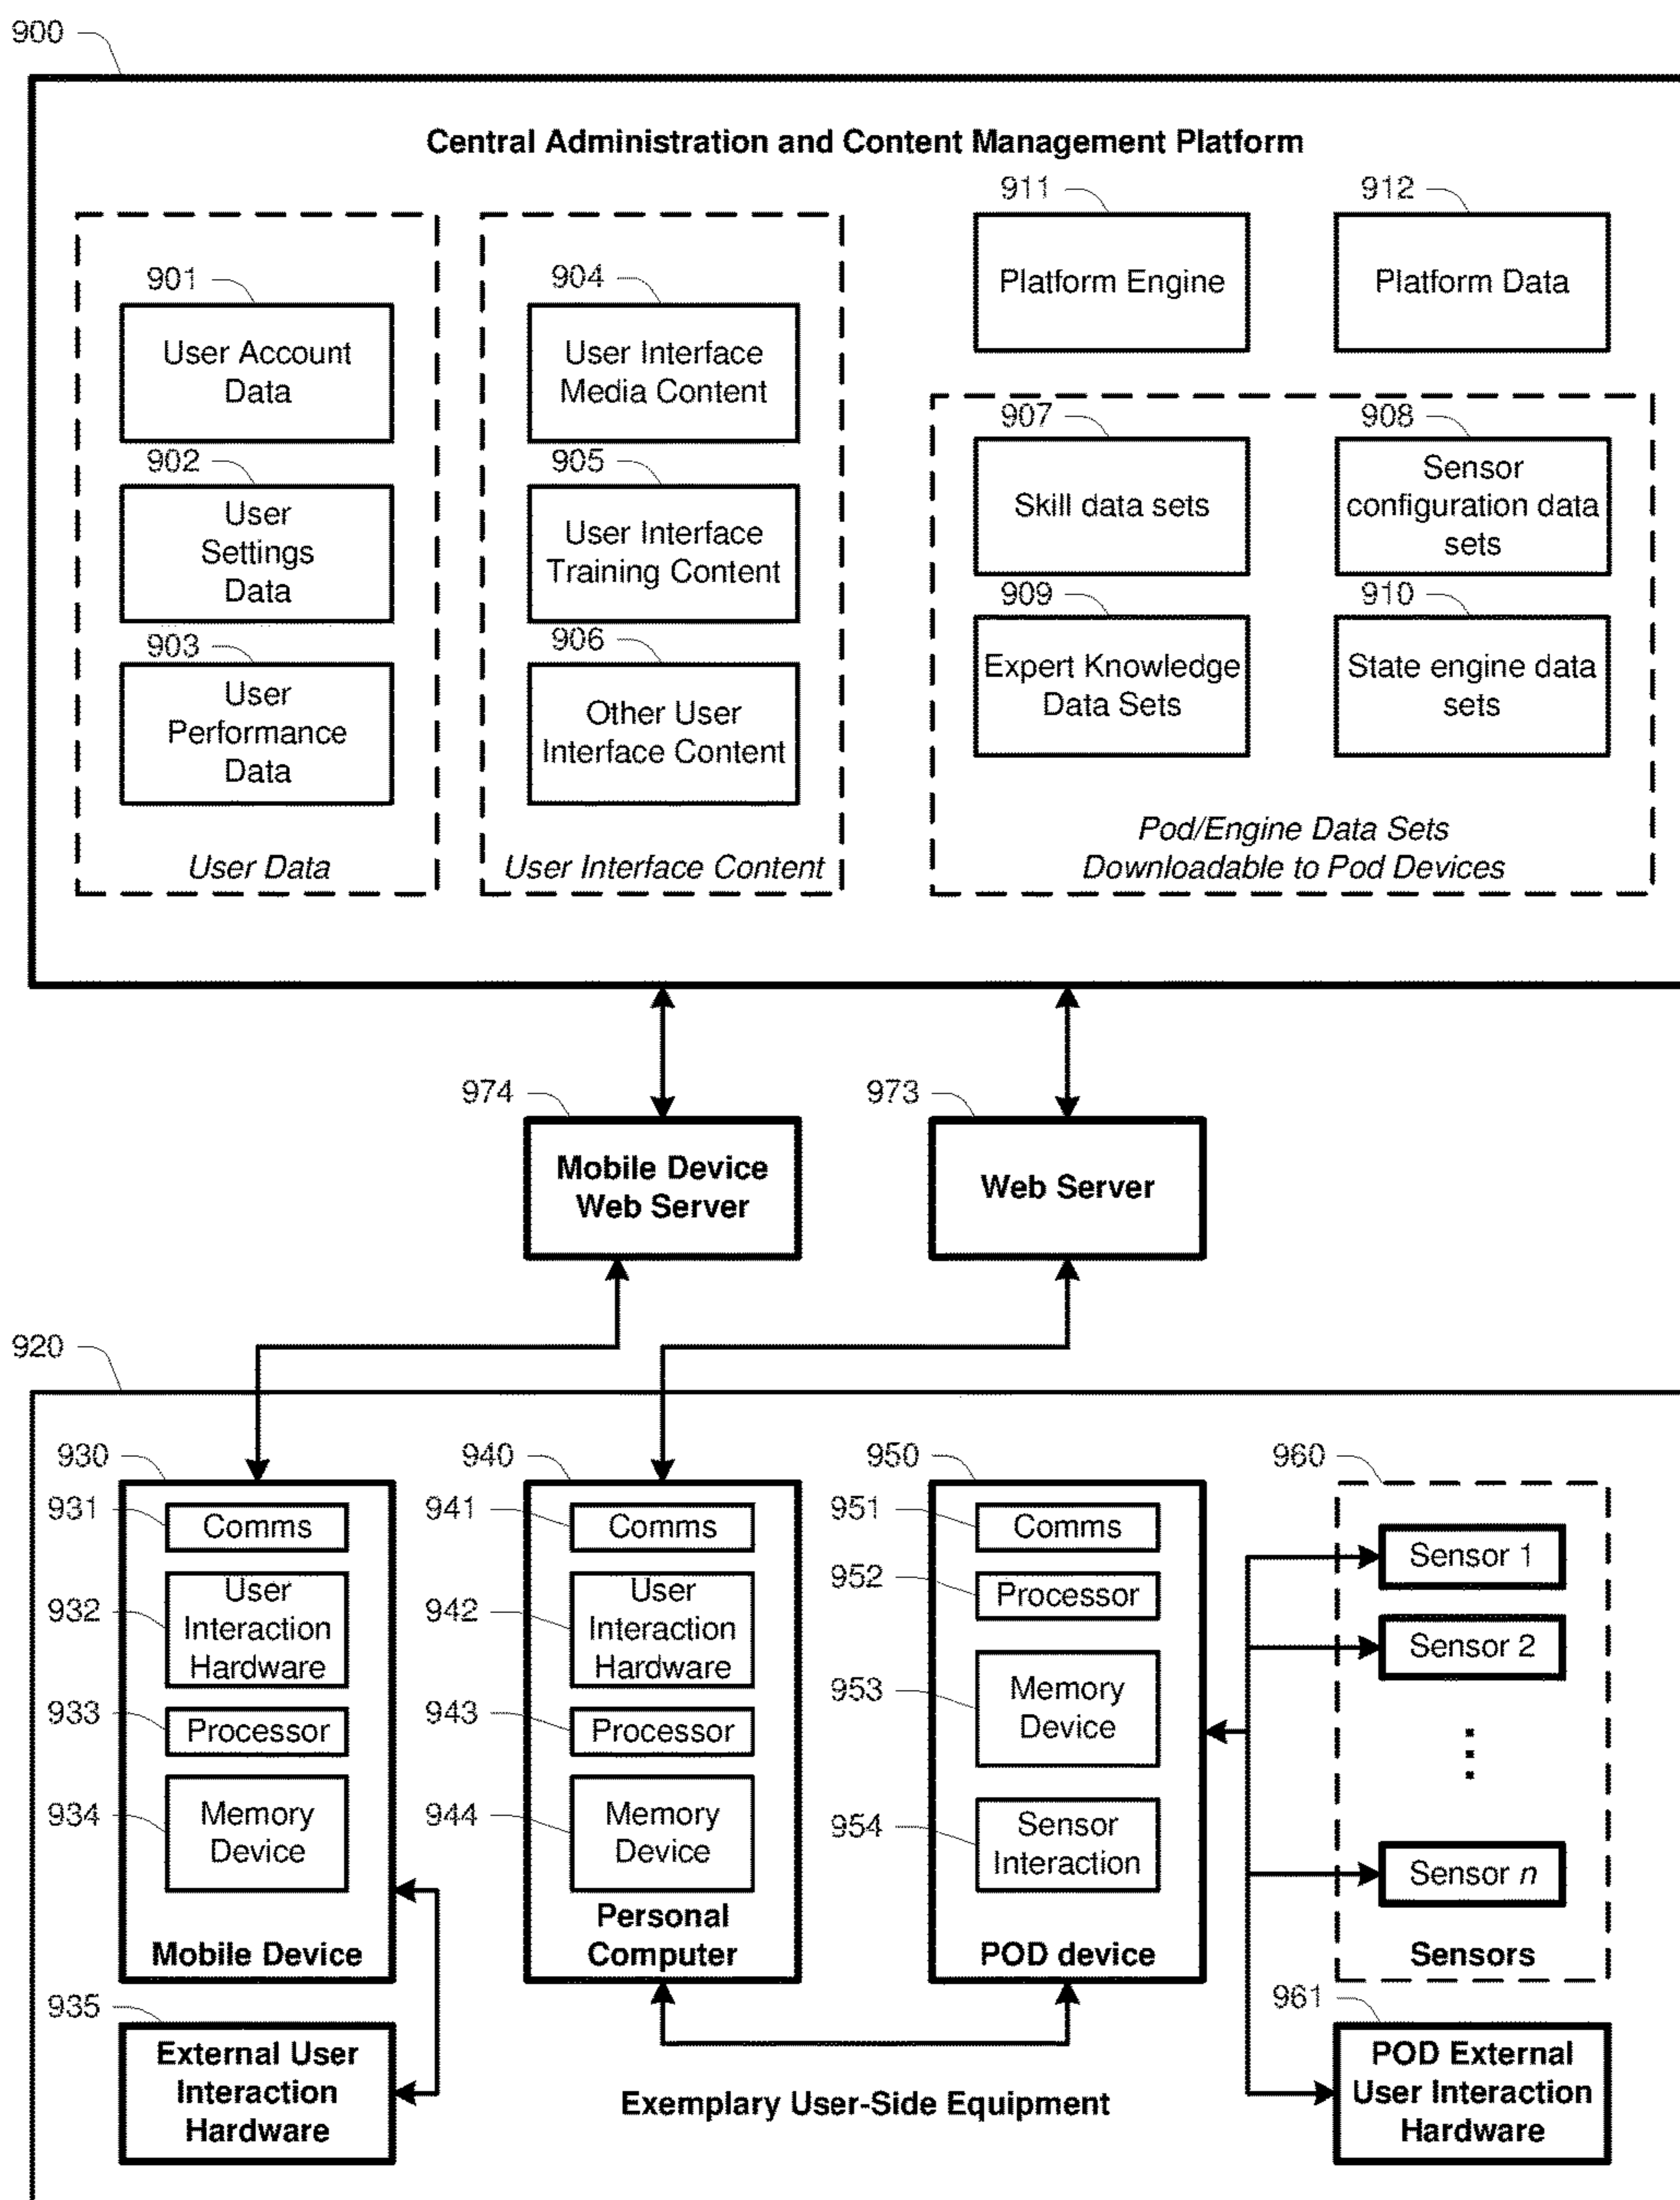 900
Central Administration and Content Management Platform
911
912
Platform Engine
Platform Data
901
User Account
Data
902
User
Settings
Data
903
User
Performance
Data
User Data
904
User Interface
Media Content
905
User Interface
Training Content
906
Other User
Interface Content
User Interface Content
907
Skill data sets
908
Sensor
configuration data
sets
909
Expert Knowledge
Data Sets
910
State engine data
sets
Pod/Engine Data Sets
Downloadable to Pod Devices
974
Mobile Device
Web Server
973
Web Server
920
930
931
Comms
932
User
Interaction
Hardware
933
Processor
934
Memory
Device
Mobile Device
935
External User
Interaction
Hardware
940
941
Comms
942
User
Interaction
Hardware
943
Processor
944
Memory
Device
Personal
Computer
950
951
Comms
952
Processor
953
Memory
Device
954
Sensor
Interaction
POD device
960
Sensor 1
Sensor 2
Sensor n
Sensors
961
POD External
User Interaction
Hardware
Exemplary User-Side Equipment